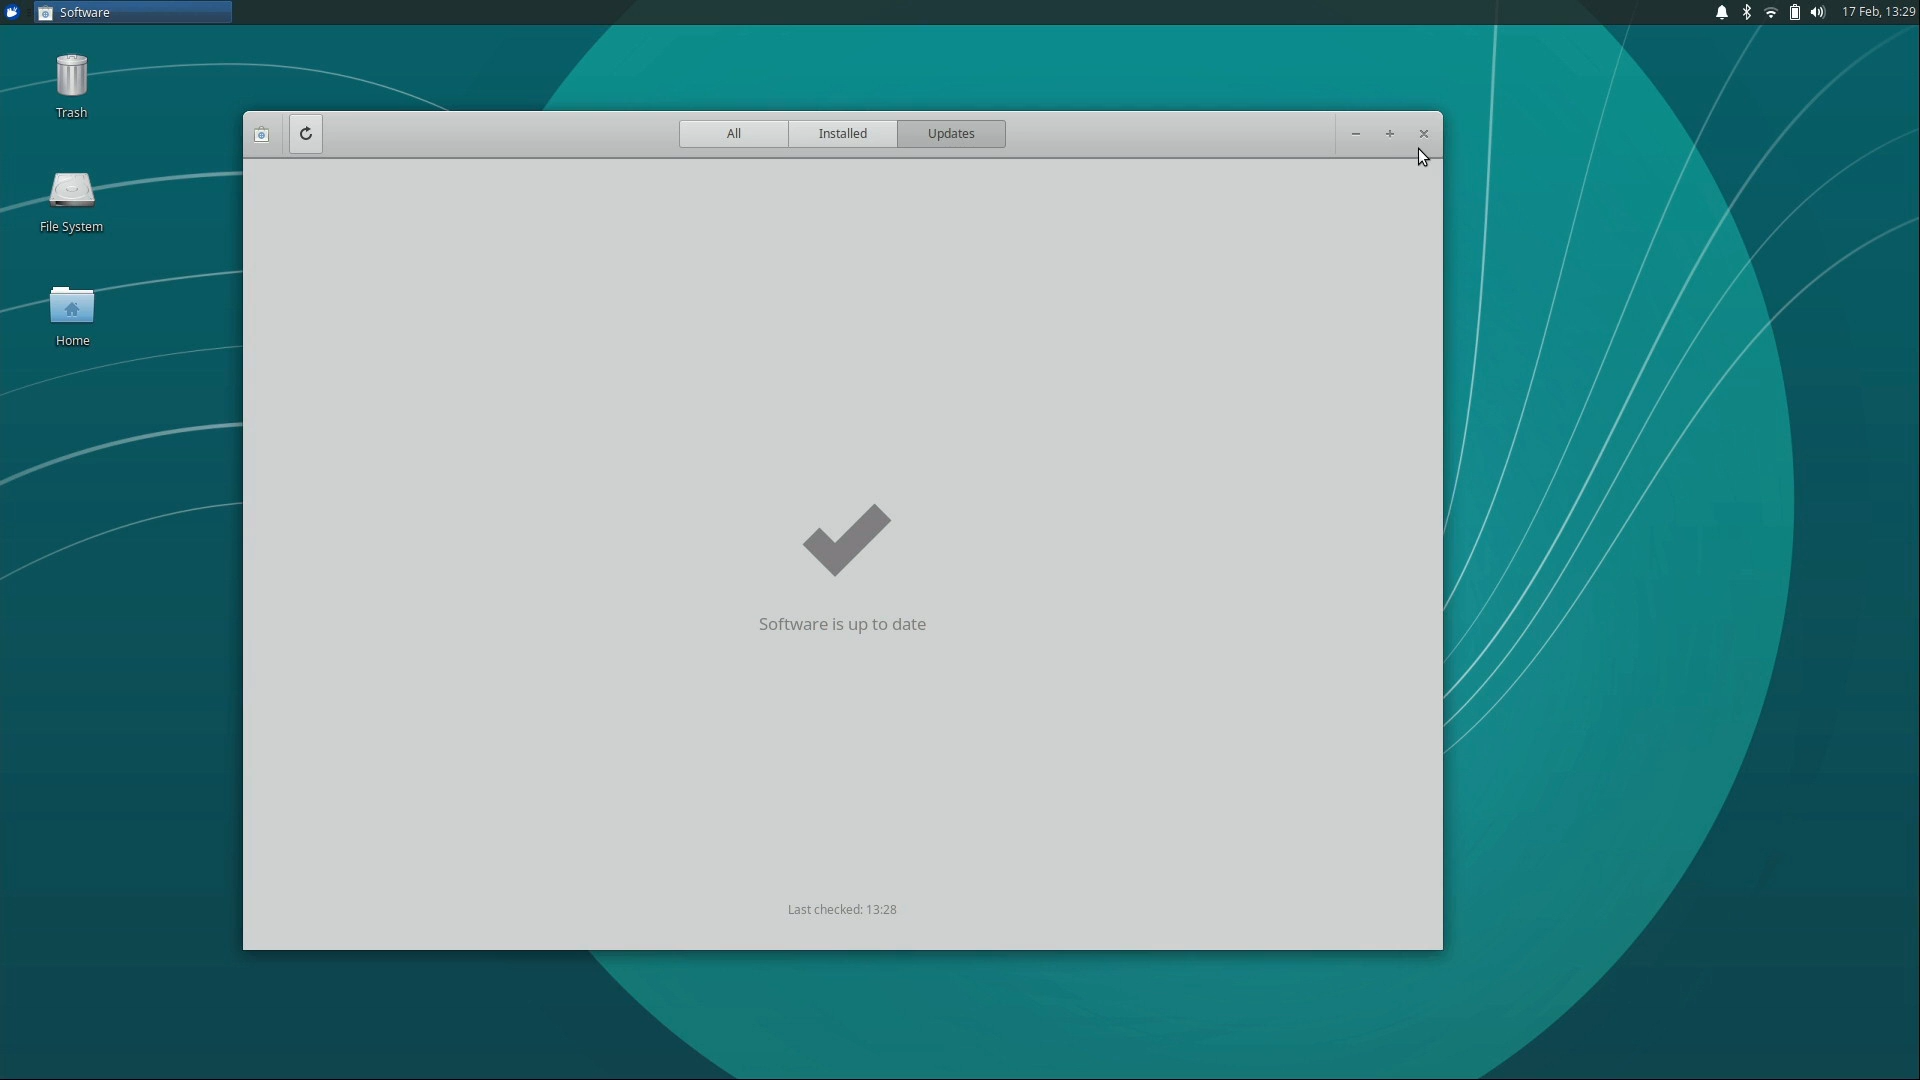 Software
17 Feb, 13:29
Trash
File System
Home
All
Installed
Updates
Software is up to date
Last checked: 13:28